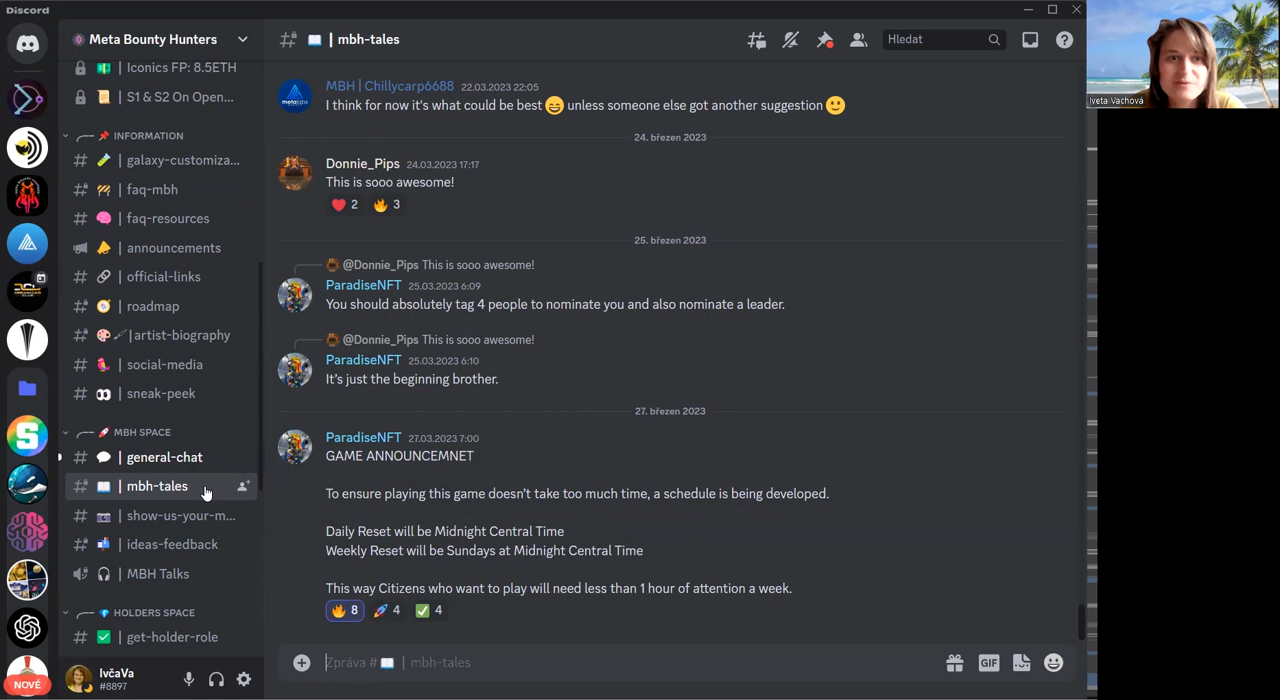 Discord
Meta Bounty Hunters
Iconics FP: 8.5ETH
S1 & S2 On Open...
INFORMATION
| galaxy-customiza...
| faq-mbh
| faq-resources
| announcements
| official-links
| roadmap
| artist-biography
| social-media
| sneak-peek
MBH SPACE
| general-chat
| mbh-tales
| show-us-your-m...
| ideas-feedback
| MBH Talks
HOLDERS SPACE
| get-holder-role
NOVÉ
IvčaVa
#8897
| mbh-tales
Hledat
MBH | Chillycarp6688 22.03.2023 22:05
I think for now it's what could be best 😄 unless someone else got another suggestion 🙂
24. březen 2023
Donnie_Pips 24.03.2023 17:17
This is sooo awesome!
❤️ 2 🔥 3
25. březen 2023
@Donnie_Pips This is sooo awesome!
ParadiseNFT 25.03.2023 6:09
You should absolutely tag 4 people to nominate you and also nominate a leader.
@Donnie_Pips This is sooo awesome!
ParadiseNFT 25.03.2023 6:10
It's just the beginning brother.
27. březen 2023
ParadiseNFT 27.03.2023 7:00
GAME ANNOUNCEMNET
To ensure playing this game doesn't take too much time, a schedule is being developed.
Daily Reset will be Midnight Central Time
Weekly Reset will be Sundays at Midnight Central Time
This way Citizens who want to play will need less than 1 hour of attention a week.
🔥 8 🚀 4 ✅ 4
Zpráva #📖 | mbh-tales
GIF
Iveta Vachová
metalabs